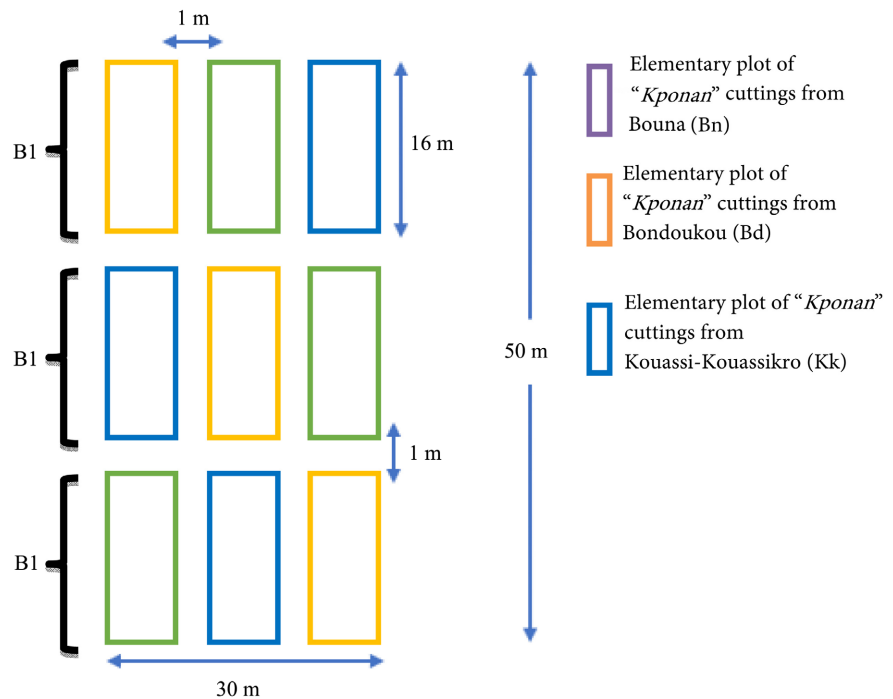 1 m
B1
16 m
B1
50 m
1 m
B1
30 m
Elementary plot of
“Kponan” cuttings from
Bouna (Bn)
Elementary plot of
“Kponan” cuttings from
Bondoukou (Bd)
Elementary plot of “Kponan”
cuttings from
Kouassi-Kouassikro (Kk)